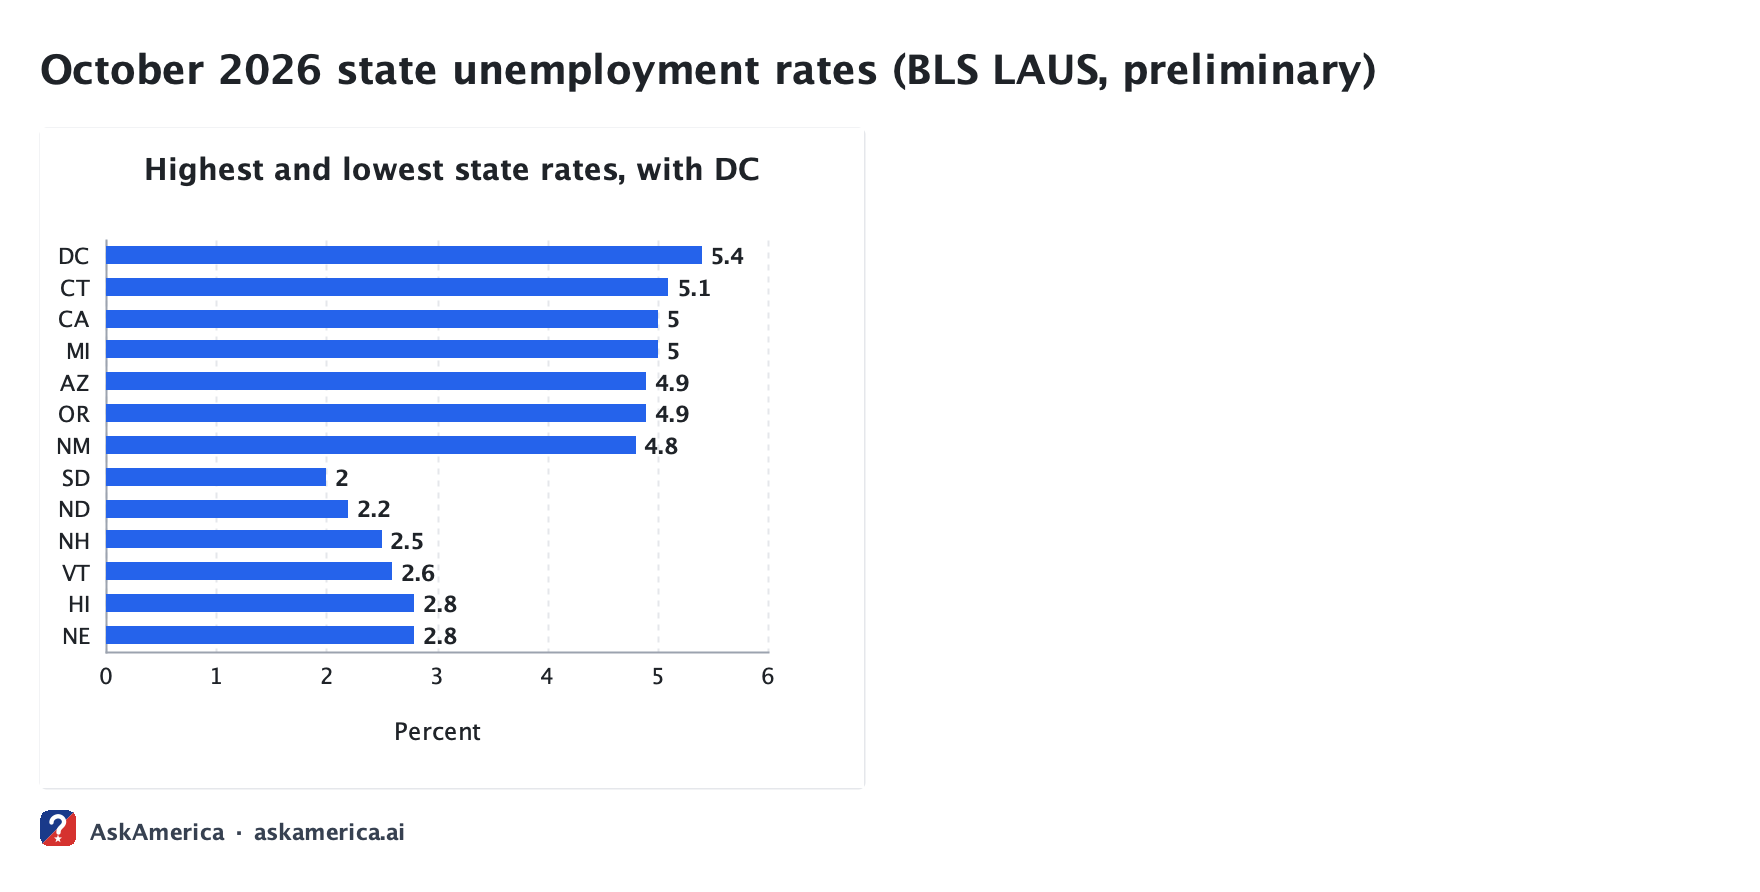 October 2026 state unemployment rates (BLS LAUS, preliminary)
Highest and lowest state rates, with DC
DC 5.4
CT 5.1
CA 5
MI 5
AZ 4.9
OR 4.9
NM 4.8
SD 2
ND 2.2
NH 2.5
VT 2.6
HI 2.8
NE 2.8
0 1 2 3 4 5 6
Percent
AskAmerica · askamerica.ai